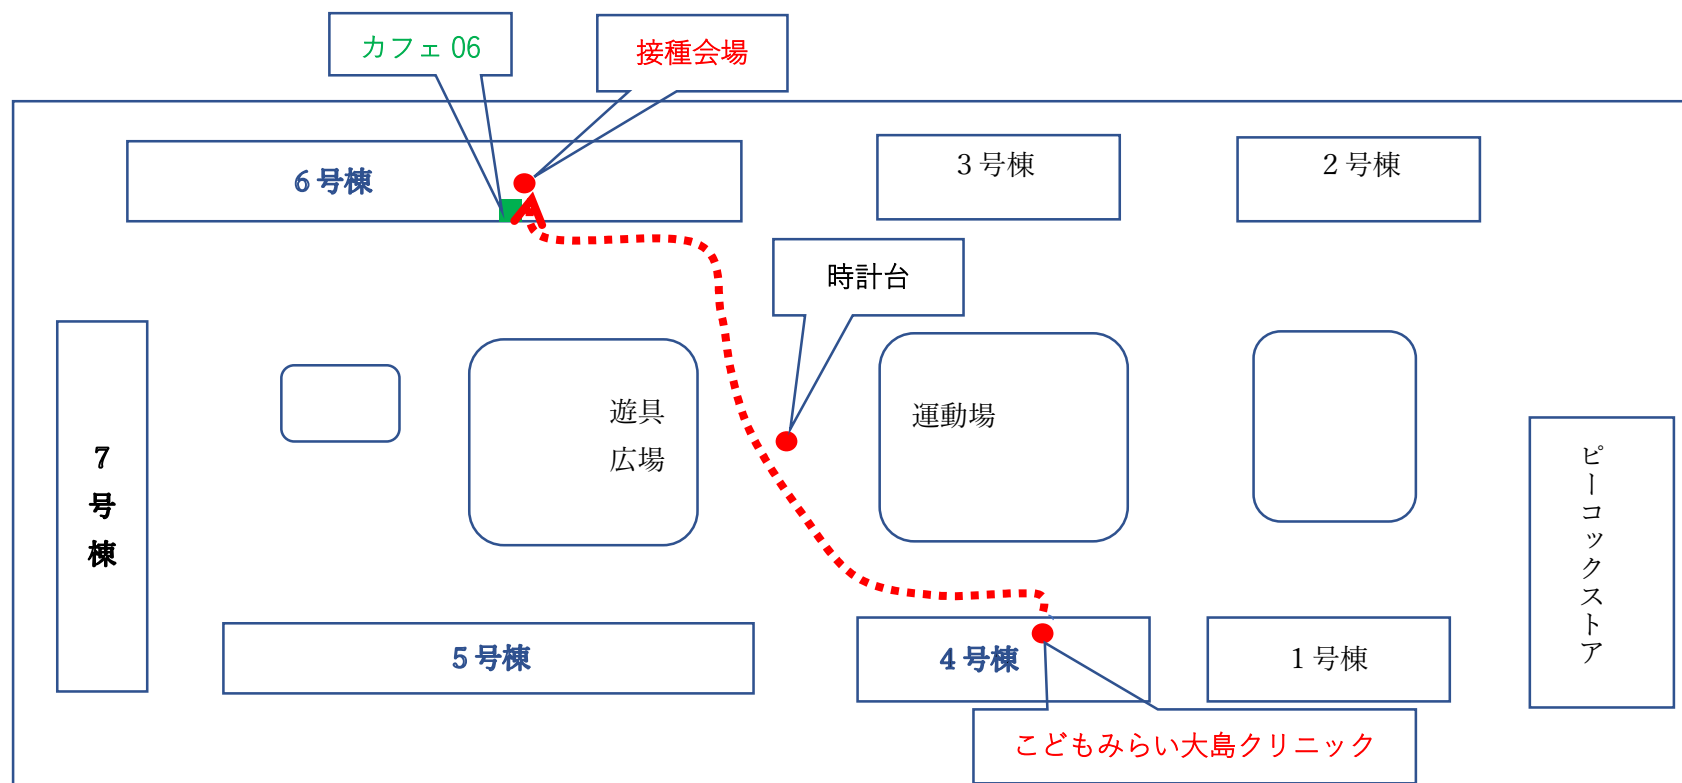 カフェ 06
接種会場
6 号棟
3 号棟
2 号棟
時計台
遊具
広場
運動場
7
号
棟
ピーコックストア
5 号棟
4 号棟
1 号棟
こどもみらい大島クリニック